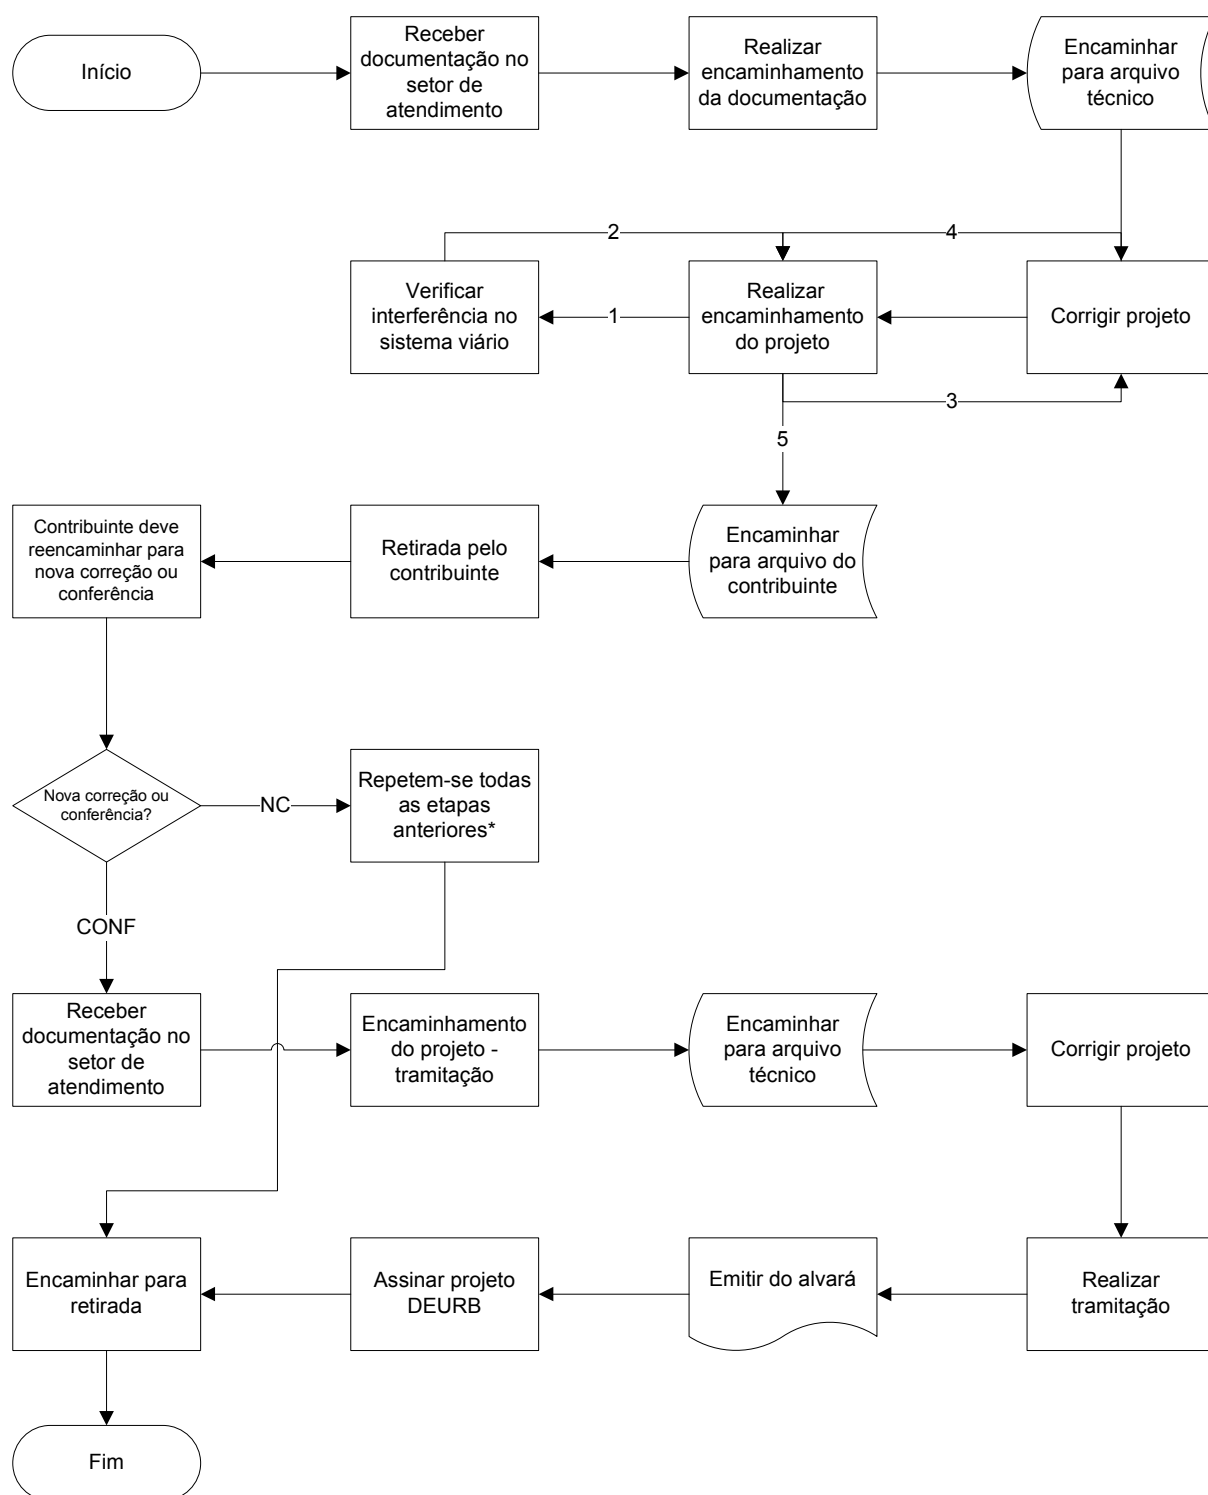 Início
Receber
documentação no
setor de
atendimento
Realizar
encaminhamento
da documentação
Encaminhar
para arquivo
técnico
2
4
Verificar
interferência no
sistema viário
1
Realizar
encaminhamento
do projeto
Corrigir projeto
3
5
Contribuinte deve
reencaminhar para
nova correção ou
conferência
Retirada pelo
contribuinte
Encaminhar
para arquivo do
contribuinte
Nova correção ou
conferência?
NC
Repetem-se todas
as etapas
anteriores*
CONF
Receber
documentação no
setor de
atendimento
Encaminhamento
do projeto -
tramitação
Encaminhar
para arquivo
técnico
Corrigir projeto
Encaminhar para
retirada
Assinar projeto
DEURB
Emitir do alvará
Realizar
tramitação
Fim